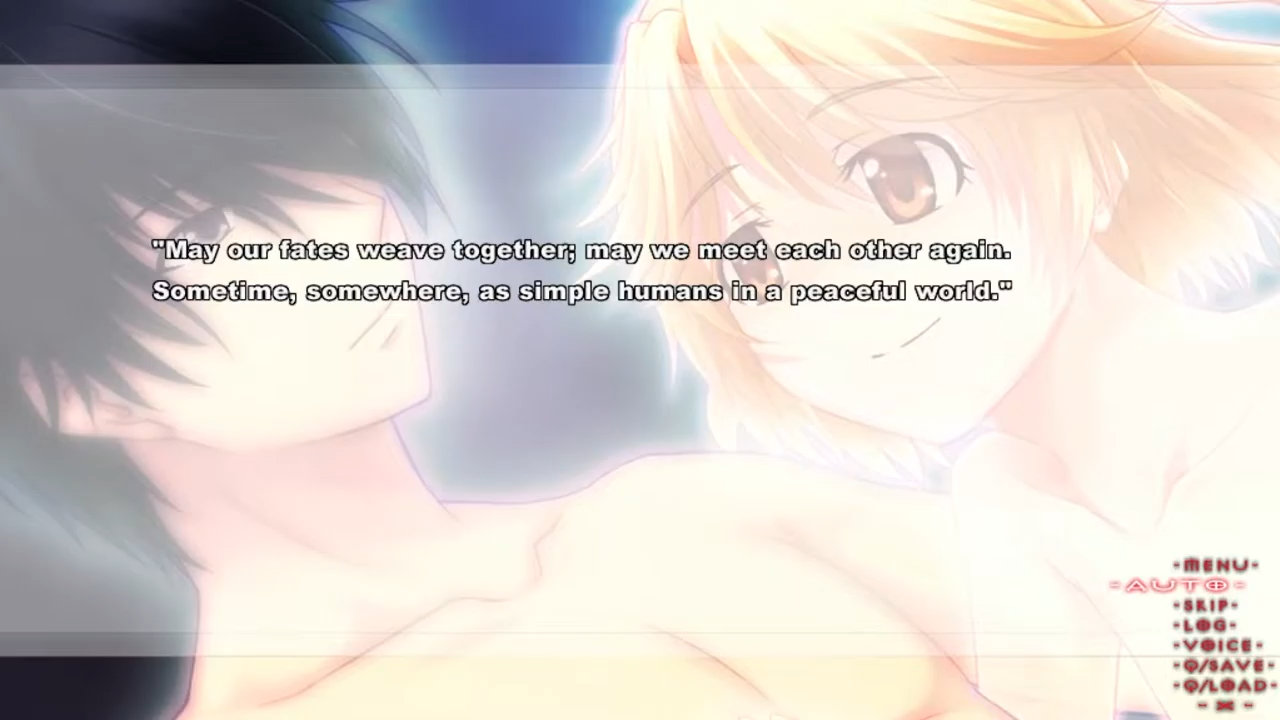 "May our fates weave together; may we meet each other again.
Sometime, somewhere, as simple humans in a peaceful world."
-MENU-
-AUTO-
-SKIP-
-LOG-
-VOICE-
-Q/SAVE-
-Q/LOAD-